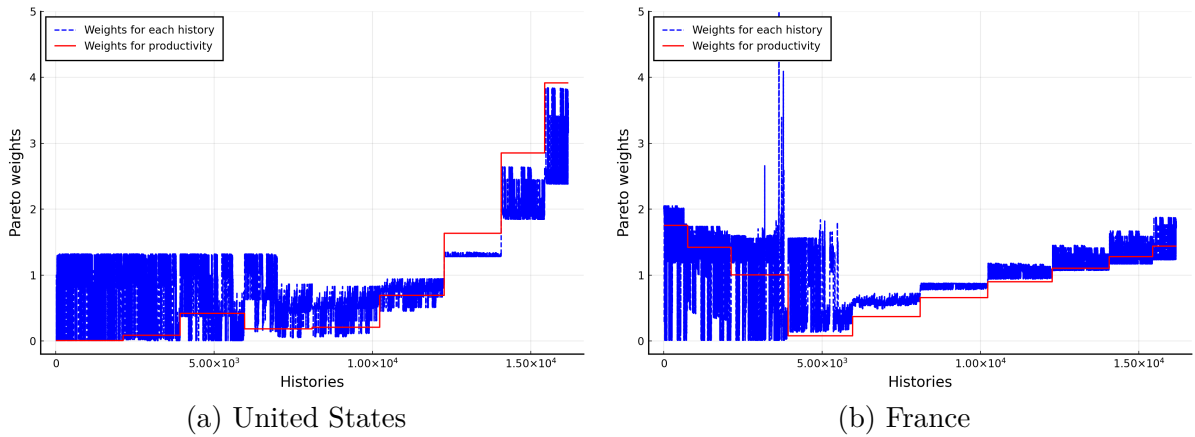 5
4
3
2
1
0
Pareto weights
Weights for each history
Weights for productivity
0
5.00×10³
1.00×10⁴
1.50×10⁴
Histories
(a) United States
5
4
3
2
1
0
Pareto weights
Weights for each history
Weights for productivity
0
5.00×10³
1.00×10⁴
1.50×10⁴
Histories
(b) France